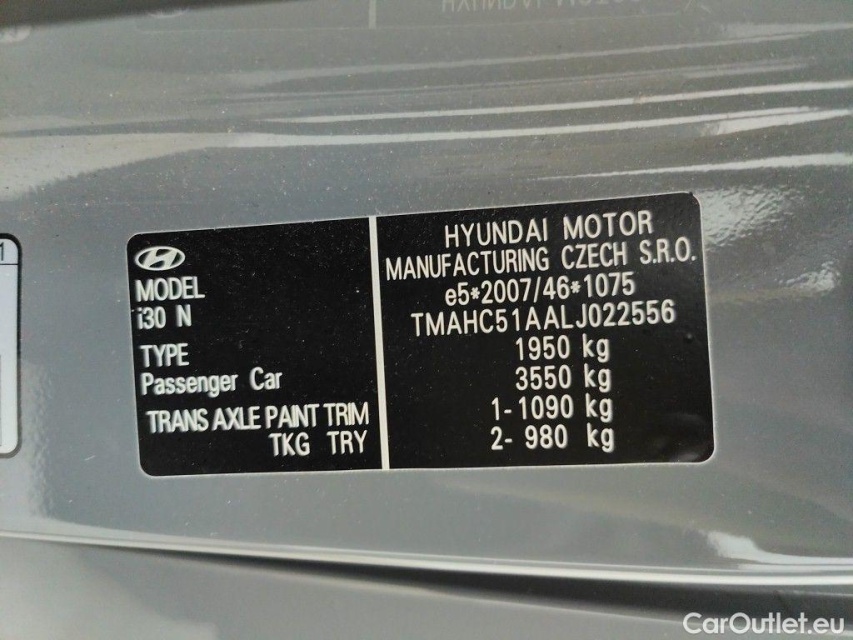 MODEL
i30 N
TYPE
Passenger Car
TRANS AXLE PAINT TRIM
TKG TRY
HYUNDAI MOTOR
MANUFACTURING CZECH S.R.O.
e5*2007/46*1075
TMAHC51AALJ022556
1950 kg
3550 kg
1-1090 kg
2- 980 kg
1
CarOutlet.eu